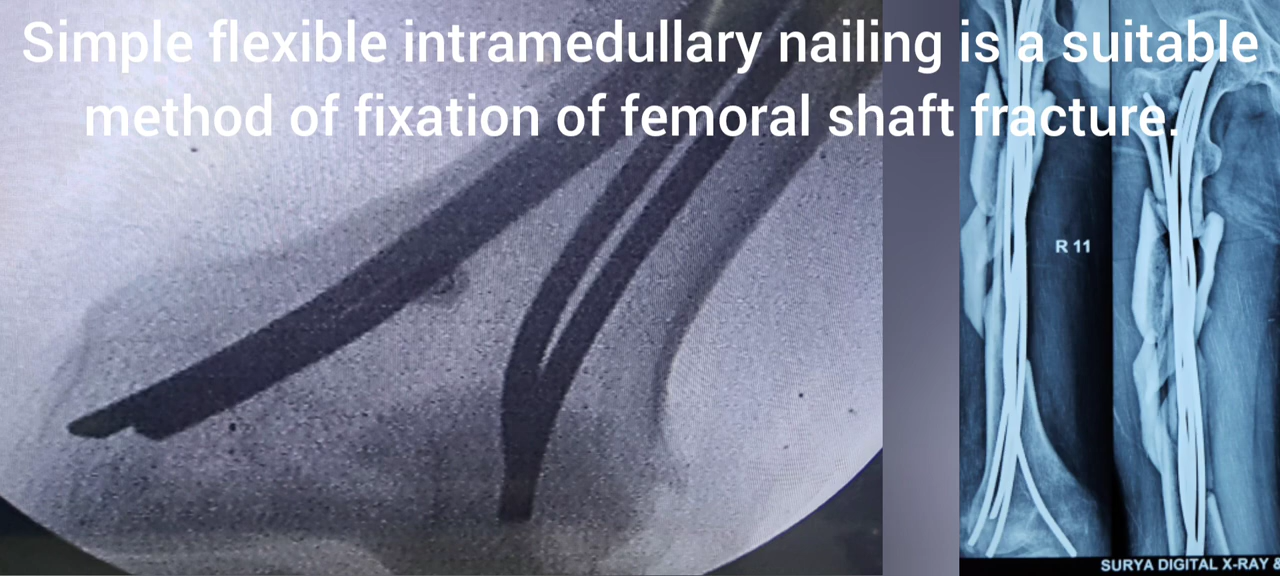 Simple flexible intramedullary nailing is a suitable
method of fixation of femoral shaft fracture.
R 11
SURYA DIGITAL X-RAY &